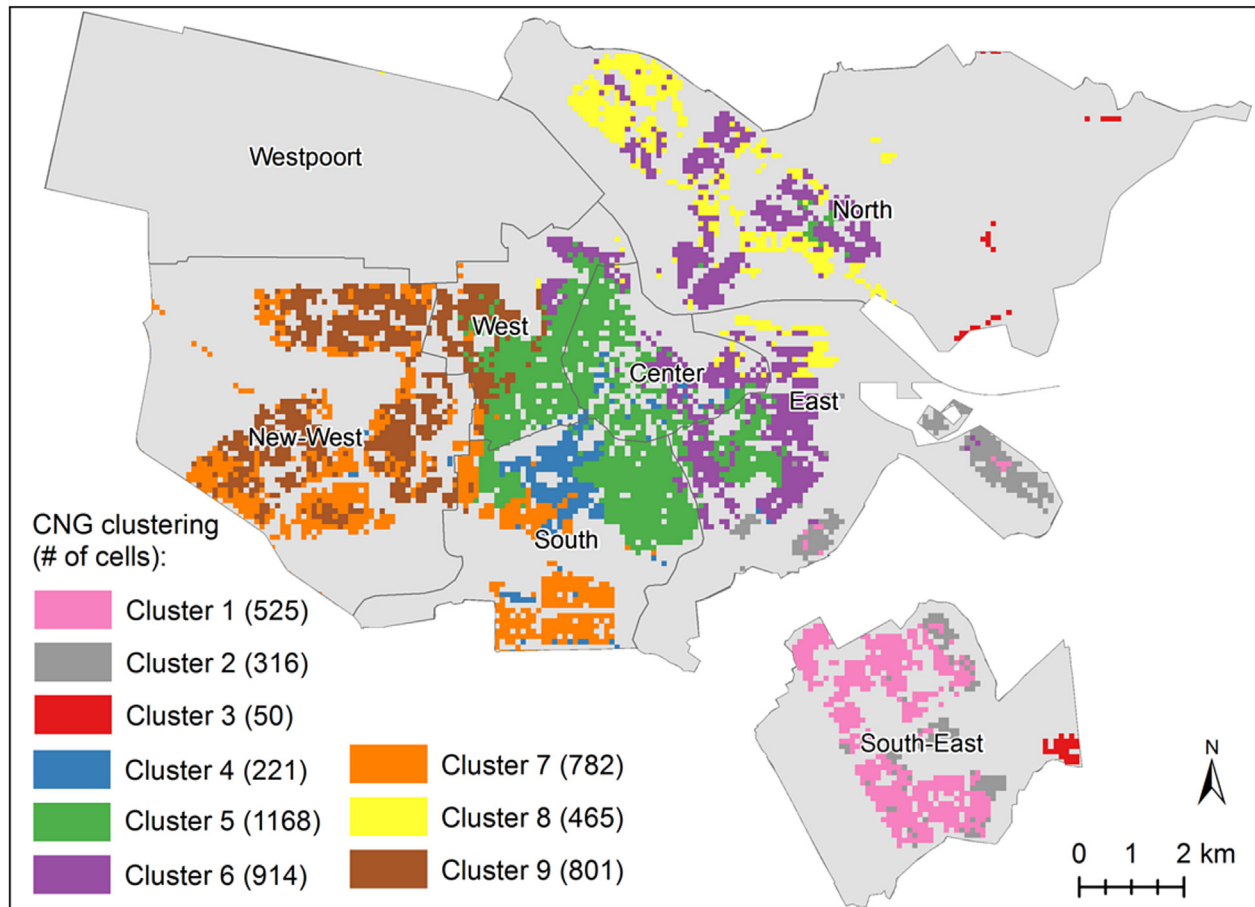 Westpoort
North
West
Center
East
New-West
South
CNG clustering
(# of cells):
Cluster 1 (525)
Cluster 2 (316)
Cluster 3 (50)
Cluster 4 (221)
Cluster 5 (1168)
Cluster 6 (914)
Cluster 7 (782)
Cluster 8 (465)
Cluster 9 (801)
South-East
N
0 1 2 km